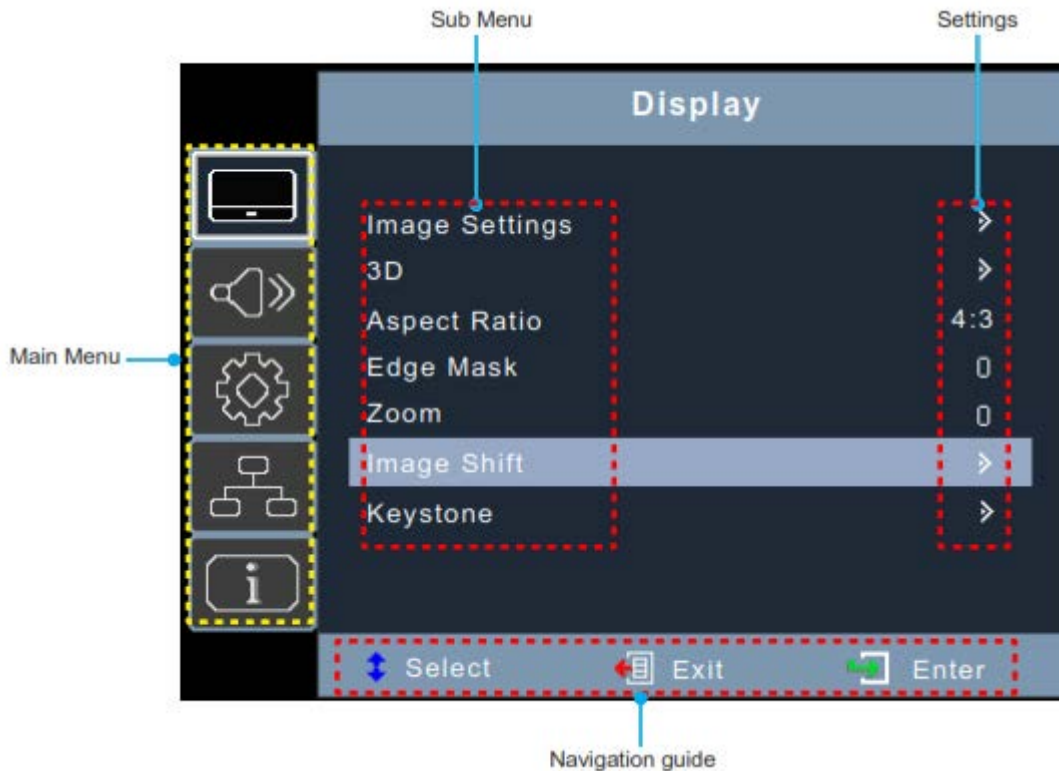 Sub Menu Settings
Display
Image Settings
3D
Aspect Ratio 4:3
Edge Mask 0
Zoom 0
Image Shift
Keystone
Main Menu
i
Select Exit Enter
Navigation guide